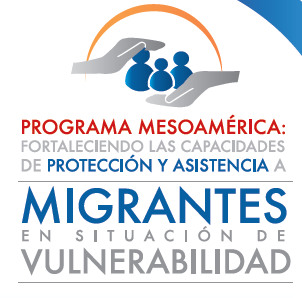 PROGRAMA MESOAMÉRICA:
FORTALECIENDO LAS CAPACIDADES
DE PROTECCIÓN Y ASISTENCIA A
MIGRANTES
EN SITUACIÓN DE
VULNERABILIDAD